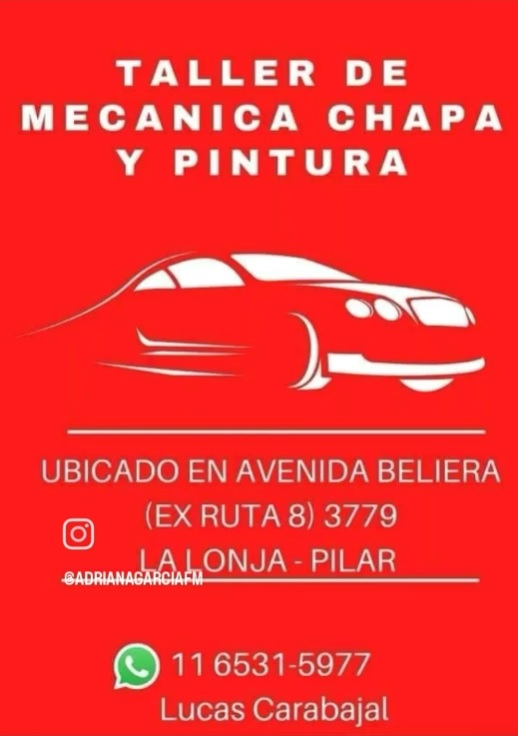 TALLER DE
MECANICA CHAPA
Y PINTURA
UBICADO EN AVENIDA BELIERA
(EX RUTA 8) 3779
LA LONJA - PILAR
@ADRIANAGARCIAFM
11 6531-5977
Lucas Carabajal